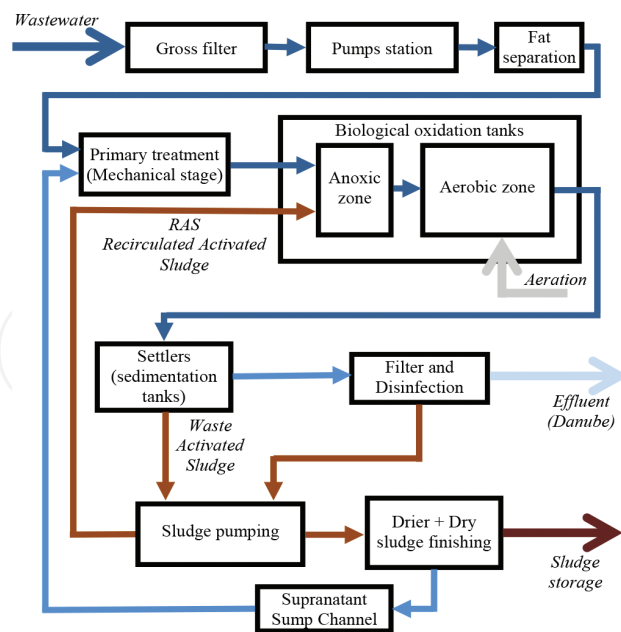 Wastewater
Gross filter
Pumps station
Fat
separation
Biological oxidation tanks
Primary treatment
(Mechanical stage)
Anoxic
zone
Aerobic zone
RAS
Recirculated Activated
Sludge
Aeration
Settlers
(sedimentation
tanks)
Filter and
Disinfection
Effluent
(Danube)
Waste
Activated
Sludge
Sludge pumping
Drier + Dry
sludge finishing
Sludge
storage
Supranatant
Sump Channel